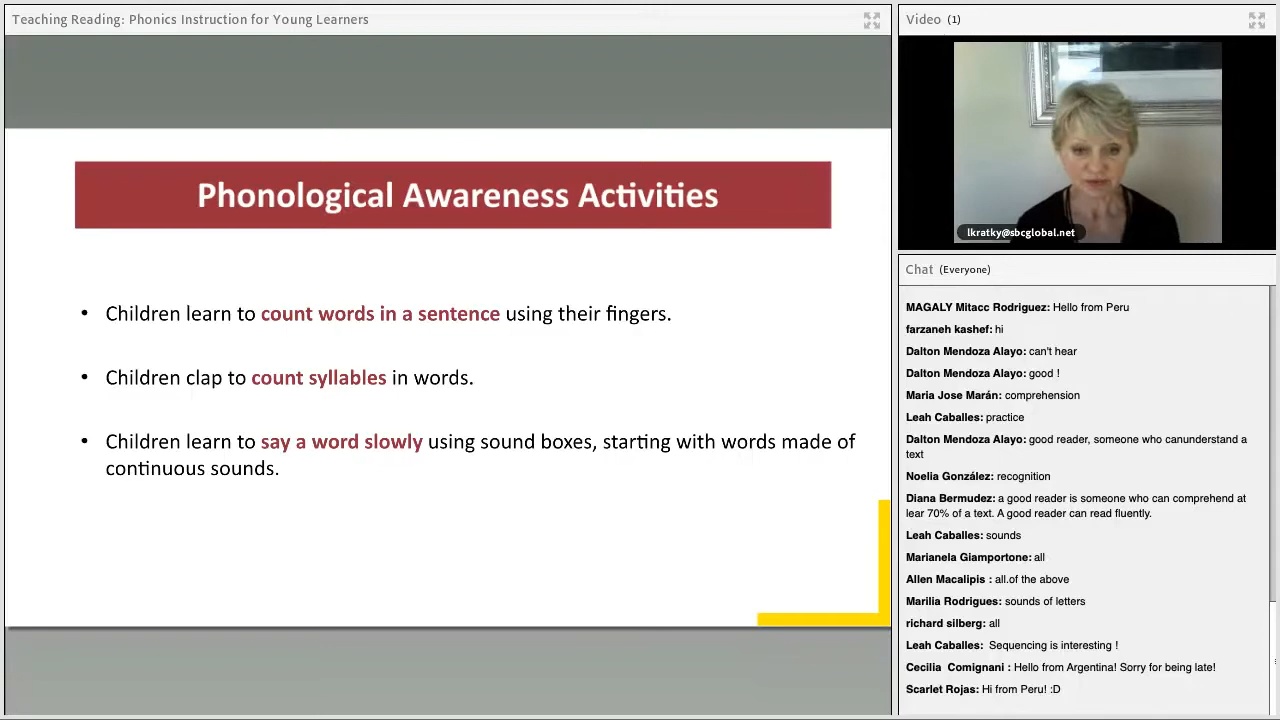 Teaching Reading: Phonics Instruction for Young Learners
Phonological Awareness Activities
• Children learn to count words in a sentence using their fingers.
• Children clap to count syllables in words.
• Children learn to say a word slowly using sound boxes, starting with words made of
continuous sounds.
Video (1)
lkratky@sbcglobal.net
Chat (Everyone)
MAGALY Mitacc Rodriguez: Hello from Peru
farzaneh kashef: hi
Dalton Mendoza Alayo: can't hear
Dalton Mendoza Alayo: good !
Maria Jose Marán: comprehension
Leah Caballes: practice
Dalton Mendoza Alayo: good reader, someone who canunderstand a
text
Noelia González: recognition
Diana Bermudez: a good reader is someone who can comprehend at
lear 70% of a text. A good reader can read fluently.
Leah Caballes: sounds
Marianela Giamportone: all
Allen Macalipis : all.of the above
Marilia Rodrigues: sounds of letters
richard silberg: all
Leah Caballes: Sequencing is interesting !
Cecilia Comignani : Hello from Argentina! Sorry for being late!
Scarlet Rojas: Hi from Peru! :D